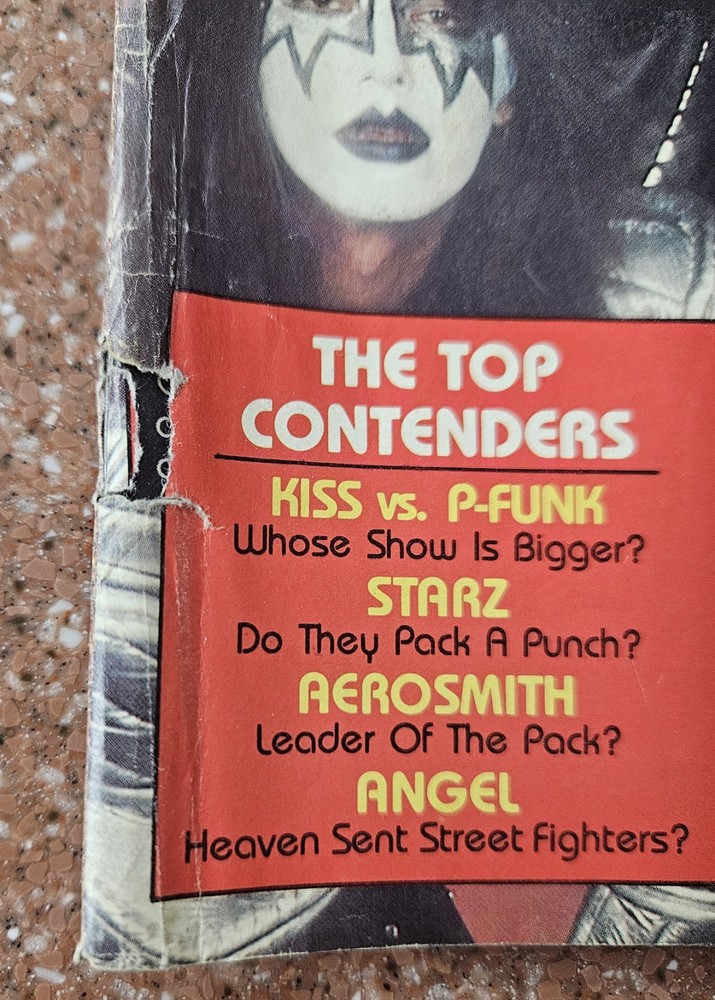 THE TOP
CONTENDERS
KISS vs. P-FUNK
Whose Show Is Bigger?
STARZ
Do They Pack A Punch?
AEROSMITH
Leader Of The Pack?
ANGEL
Heaven Sent Street Fighters?